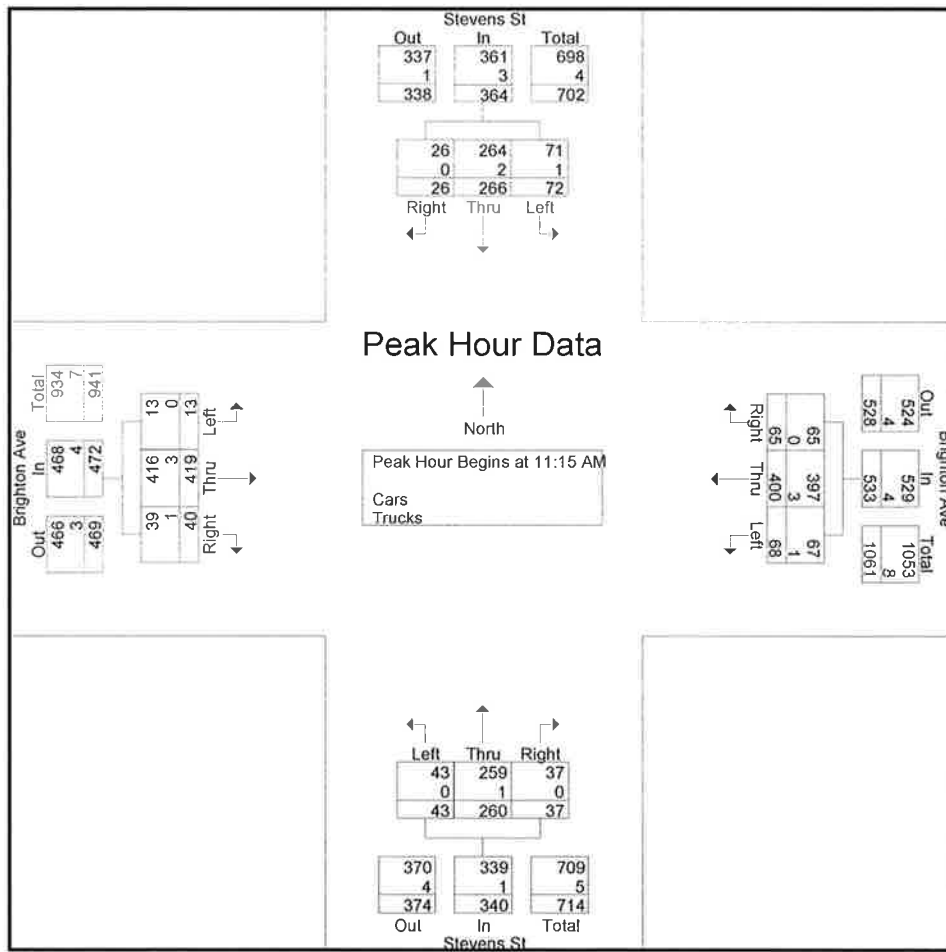 Stevens St
Out In Total
337 361 698
1 3 4
338 364 702
26 264 71
0 2 1
26 266 72
Right Thru Left
Peak Hour Data
North
Peak Hour Begins at 11:15 AM
Cars
Trucks
Brighton Ave
Total In Out
934 468 466
7 4 3
941 472 469
13 416 39
0 3 1
13 419 40
Left Thru Right
Right Thru Left
65 397 67
0 3 1
65 400 68
Out In Total
524 529 1053
4 4 8
528 533 1061
Brighton Ave
Left Thru Right
43 259 37
0 1 0
43 260 37
370 339 709
4 1 5
374 340 714
Out In Total
Stevens St